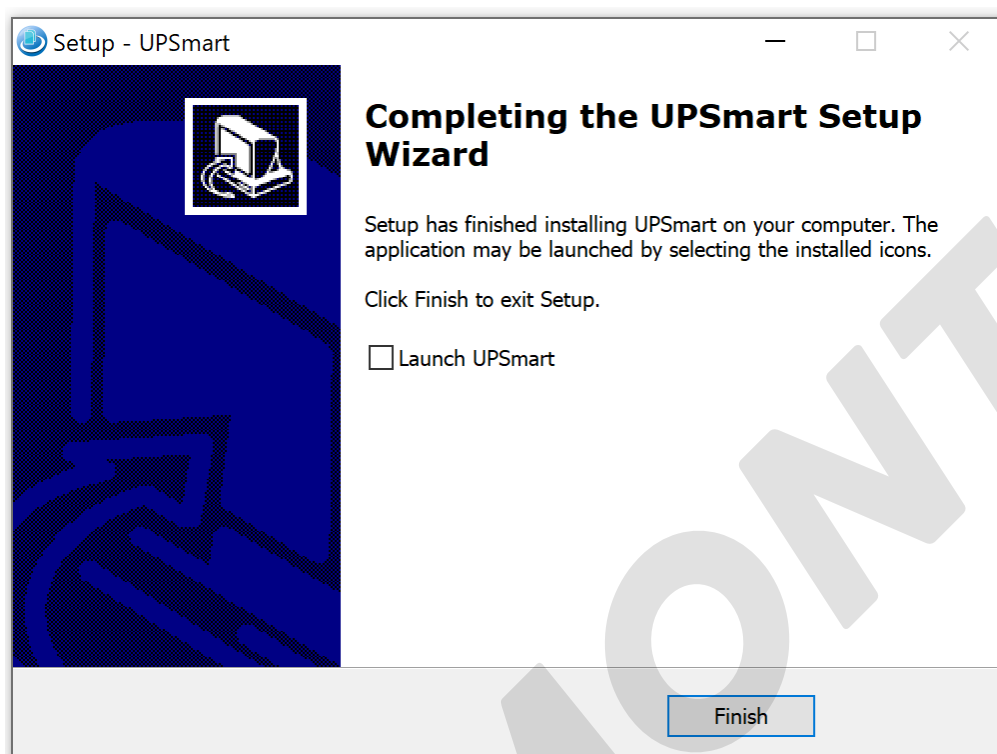 Setup - UPSmart
Completing the UPSmart Setup
Wizard
Setup has finished installing UPSmart on your computer. The
application may be launched by selecting the installed icons.
Click Finish to exit Setup.
Launch UPSmart
MONT
Finish